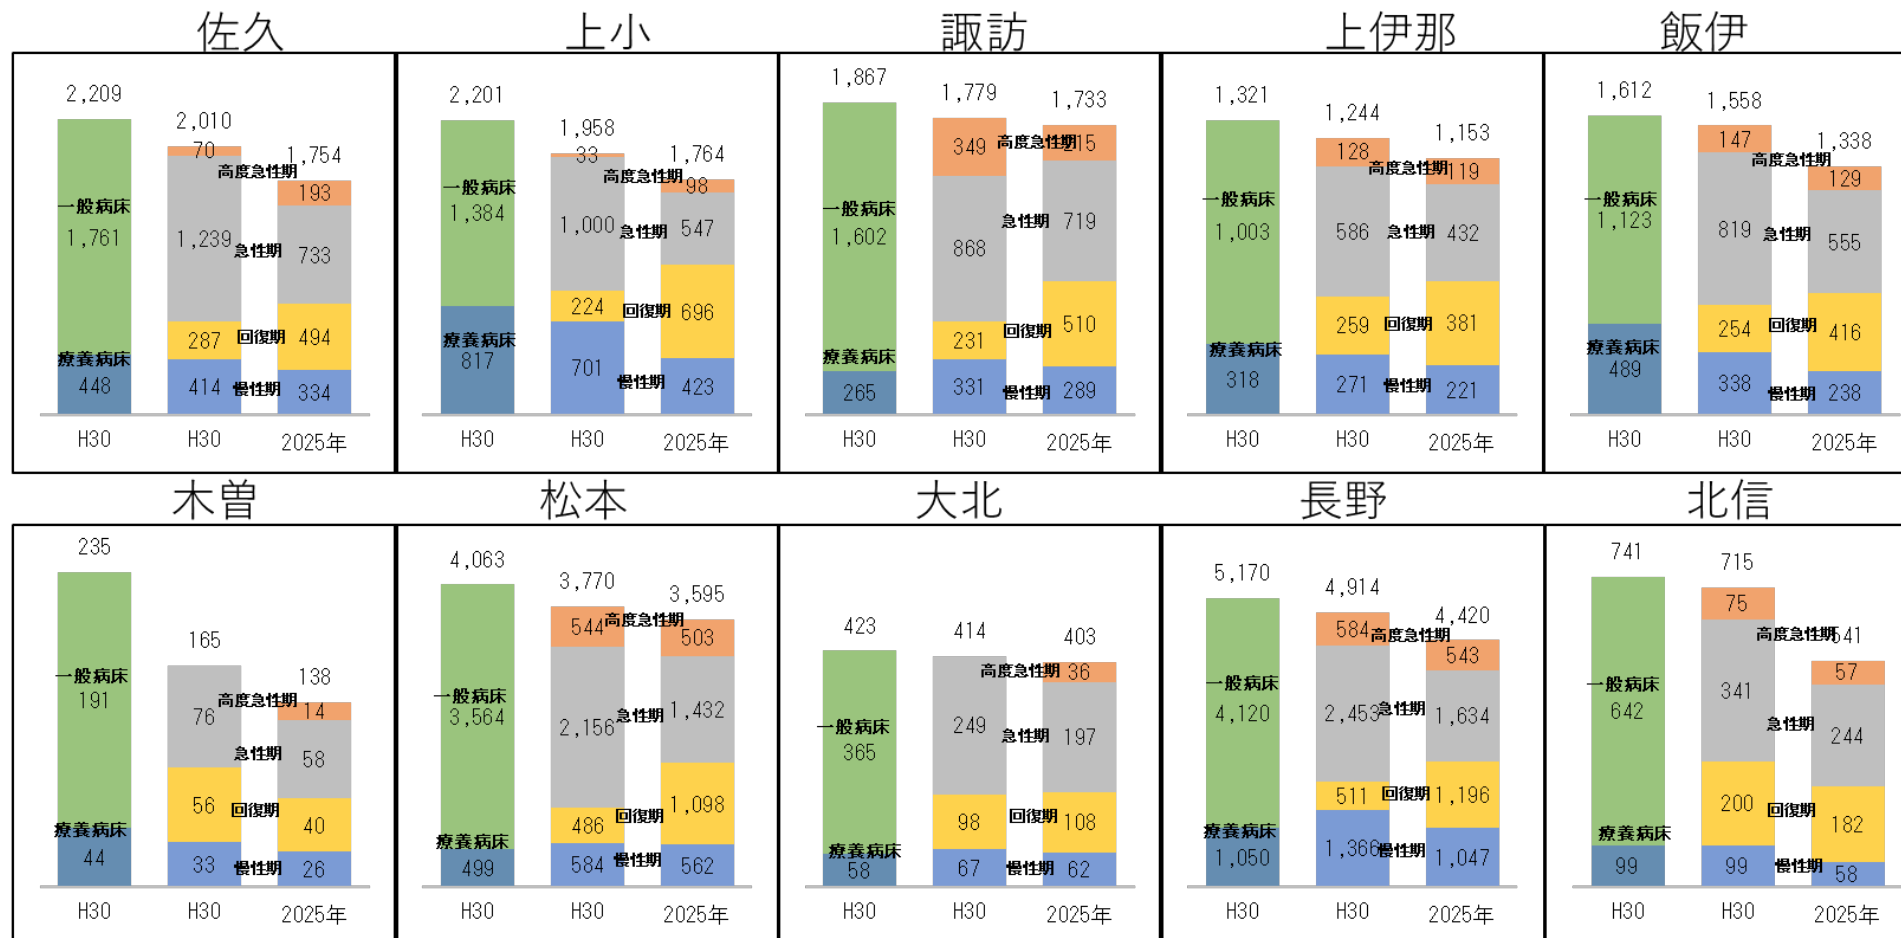 佐久
2,209
2,010
1,754
70
高度急性期
193
一般病床
1,761
1,239
急性期
733
287
回復期
494
療養病床
448
414
慢性期
334
H30
H30
2025年
上小
2,201
1,958
1,764
33
高度急性期
98
一般病床
1,384
1,000
急性期
547
224
回復期
696
療養病床
817
701
慢性期
423
H30
H30
2025年
諏訪
1,867
1,779
1,733
349
高度急性期
215
一般病床
1,602
868
急性期
719
231
回復期
510
療養病床
265
331
慢性期
289
H30
H30
2025年
上伊那
1,321
1,244
1,153
128
高度急性期
119
一般病床
1,003
586
急性期
432
259
回復期
381
療養病床
318
271
慢性期
221
H30
H30
2025年
飯伊
1,612
1,558
1,338
147
高度急性期
129
一般病床
1,123
819
急性期
555
254
回復期
416
療養病床
489
338
慢性期
238
H30
H30
2025年
木曽
235
165
138
高度急性期
14
一般病床
191
76
急性期
58
56
回復期
40
療養病床
44
33
慢性期
26
H30
H30
2025年
松本
4,063
3,770
3,595
544
高度急性期
503
一般病床
3,564
2,156
急性期
1,432
486
回復期
1,098
療養病床
499
584
慢性期
562
H30
H30
2025年
大北
423
414
403
高度急性期
36
一般病床
365
249
急性期
197
98
回復期
108
療養病床
58
67
慢性期
62
H30
H30
2025年
長野
5,170
4,914
4,420
584
高度急性期
543
一般病床
4,120
2,453
急性期
1,634
511
回復期
1,196
療養病床
1,050
1,366
慢性期
1,047
H30
H30
2025年
北信
741
715
541
75
高度急性期
57
一般病床
642
341
急性期
244
200
回復期
182
療養病床
99
99
慢性期
58
H30
H30
2025年